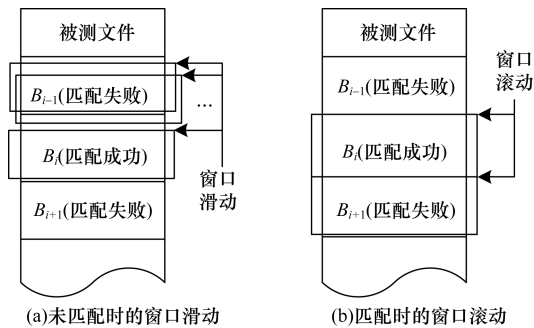 被测文件
B_{i-1}(匹配失败)
...
B_i(匹配成功)
窗口
滑动
B_{i+1}(匹配失败)
(a)未匹配时的窗口滑动
被测文件
窗口
滚动
B_{i-1}(匹配失败)
B_i(匹配成功)
B_{i+1}(匹配失败)
(b)匹配时的窗口滚动